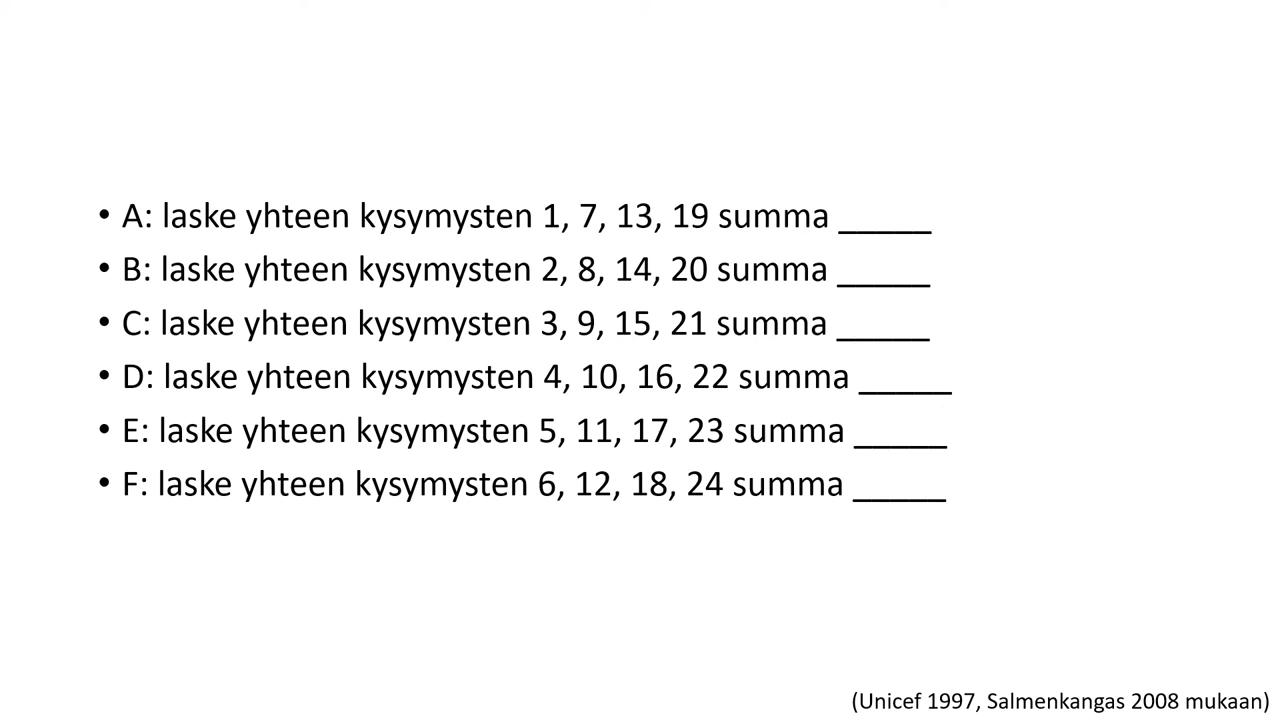 • A: laske yhteen kysymysten 1, 7, 13, 19 summa _____
• B: laske yhteen kysymysten 2, 8, 14, 20 summa _____
• C: laske yhteen kysymysten 3, 9, 15, 21 summa _____
• D: laske yhteen kysymysten 4, 10, 16, 22 summa _____
• E: laske yhteen kysymysten 5, 11, 17, 23 summa _____
• F: laske yhteen kysymysten 6, 12, 18, 24 summa _____
(Unicef 1997, Salmenkangas 2008 mukaan)